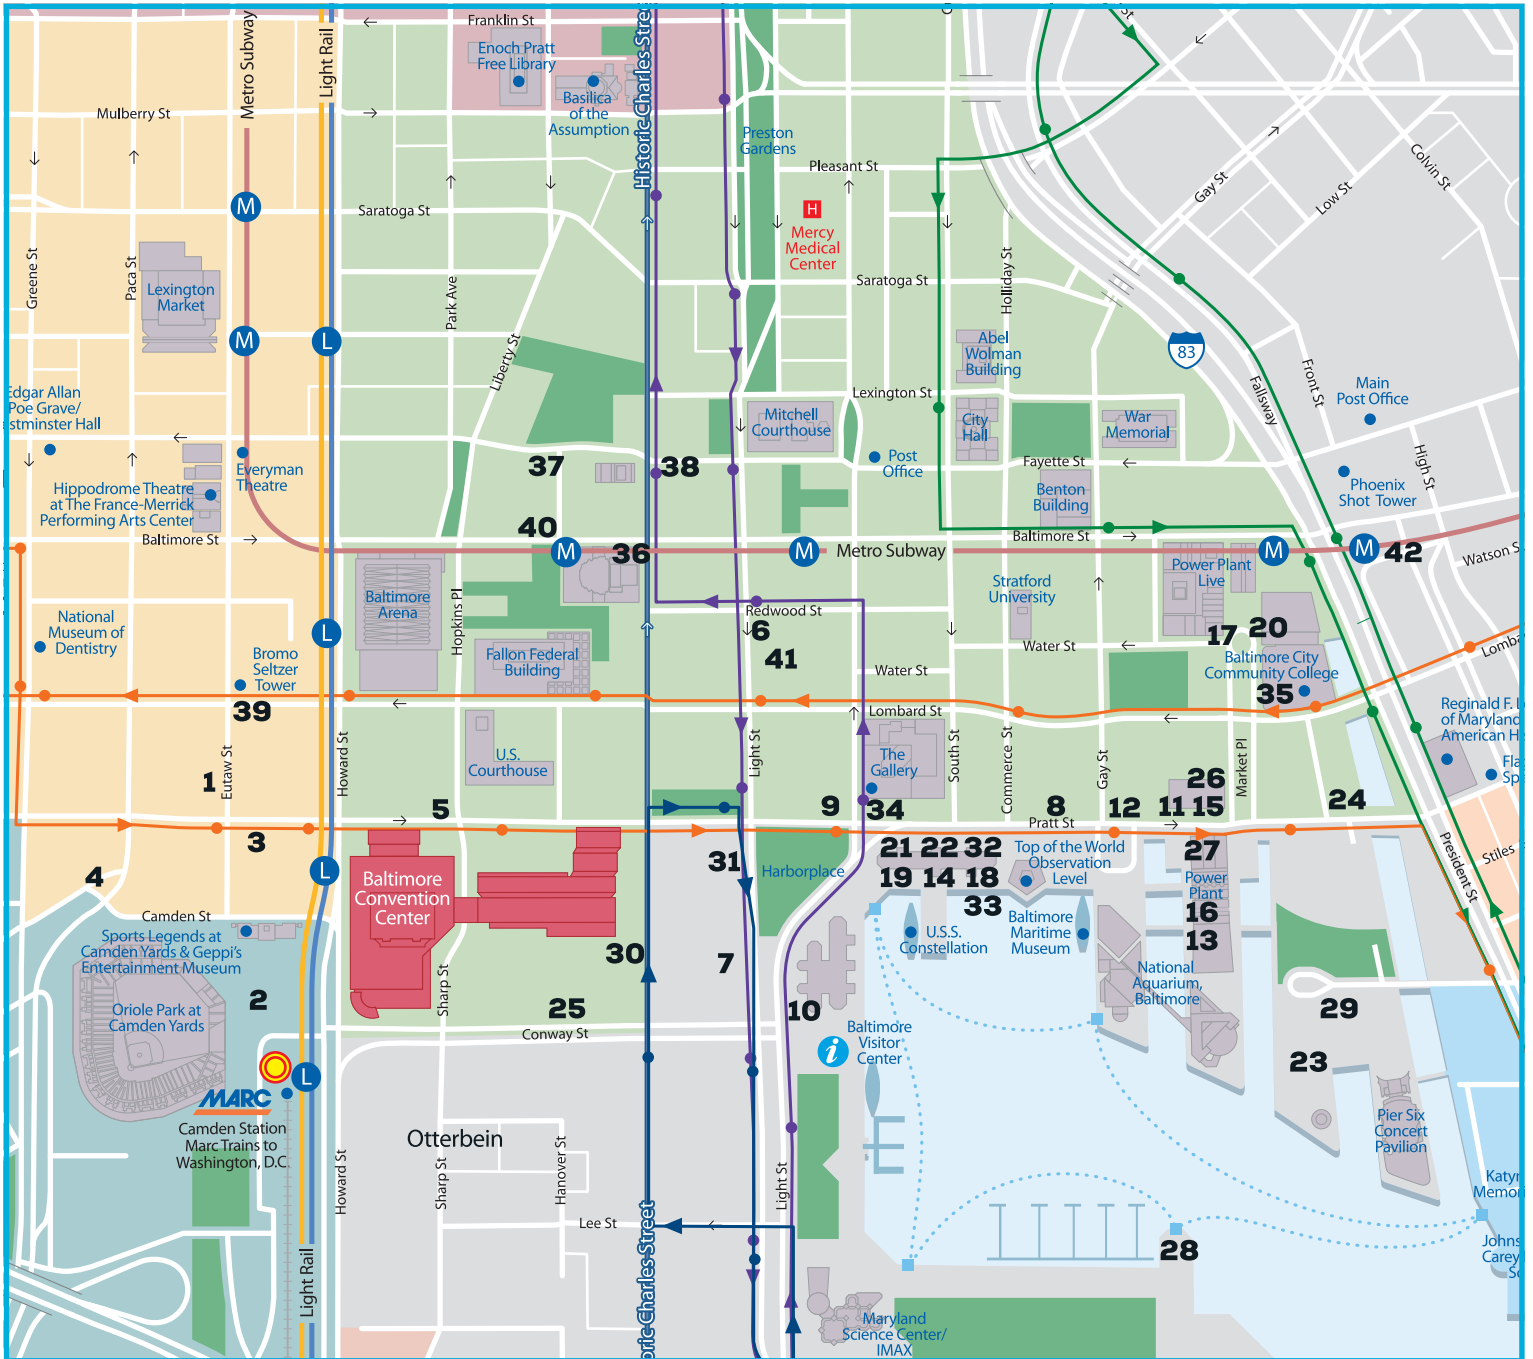 Franklin St
Metro Subway
Light Rail
Historic Charles Street
Enoch Pratt
Free Library
Basilica
of the
Assumption
Mulberry St
Preston
Gardens
Pleasant St
Gay St
Low St
Colvin St
M
Saratoga St
H
Mercy
Medical
Center
Greene St
Paca St
Lexington
Market
Park Ave
Saratoga St
Holliday St
M
L
Liberty St
Abel
Wolman
Building
83
Fallsway
Front St
Main
Post Office
Edgar Allan
Poe Grave/
stminster Hall
Lexington St
Mitchell
Courthouse
City
Hall
War
Memorial
Everyman
Theatre
Hippodrome Theatre
at The France-Merrick
Performing Arts Center
37
38
Post
Office
Fayette St
Benton
Building
Phoenix
Shot Tower
High St
Baltimore St
40
M
36
M
Metro Subway
Baltimore St
M
M
42
Watson S
Power Plant
Live
Baltimore
Arena
Hopkins Pl
Stratford
University
National
Museum of
Dentistry
L
Redwood St
6
41
Water St
Water St
17
20
Lomba
Bromo
Seltzer
Tower
Fallon Federal
Building
Baltimore City
Community College
35
39
Lombard St
Reginald F. L
of Maryland
American H
U.S.
Courthouse
The
Gallery
Fla
Sp
1
Eutaw St
Howard St
Light St
South St
Commerce St
Gay St
Market Pl
26
5
9
34
8
12
11
15
24
3
Pratt St
President St
Stiles
4
L
Baltimore
Convention
Center
31
Harborplace
21
22
32
19
14
18
33
Top of the World
Observation
Level
27
Power
Plant
16
13
Camden St
Sports Legends at
Camden Yards & Geppi's
Entertainment Museum
U.S.S.
Constellation
Baltimore
Maritime
Museum
30
7
2
Oriole Park at
Camden Yards
Sharp St
25
10
National
Aquarium,
Baltimore
29
Conway St
i
Baltimore
Visitor
Center
23
L
MARC
Camden Station
Marc Trains to
Washington, D.C.
Otterbein
Pier Six
Concert
Pavilion
Howard St
Sharp St
Hanover St
Light St
Katyn
Memor
Lee St
28
Johns
Carey
Sc
Light Rail
oric Charles Street
Maryland
Science Center/
IMAX